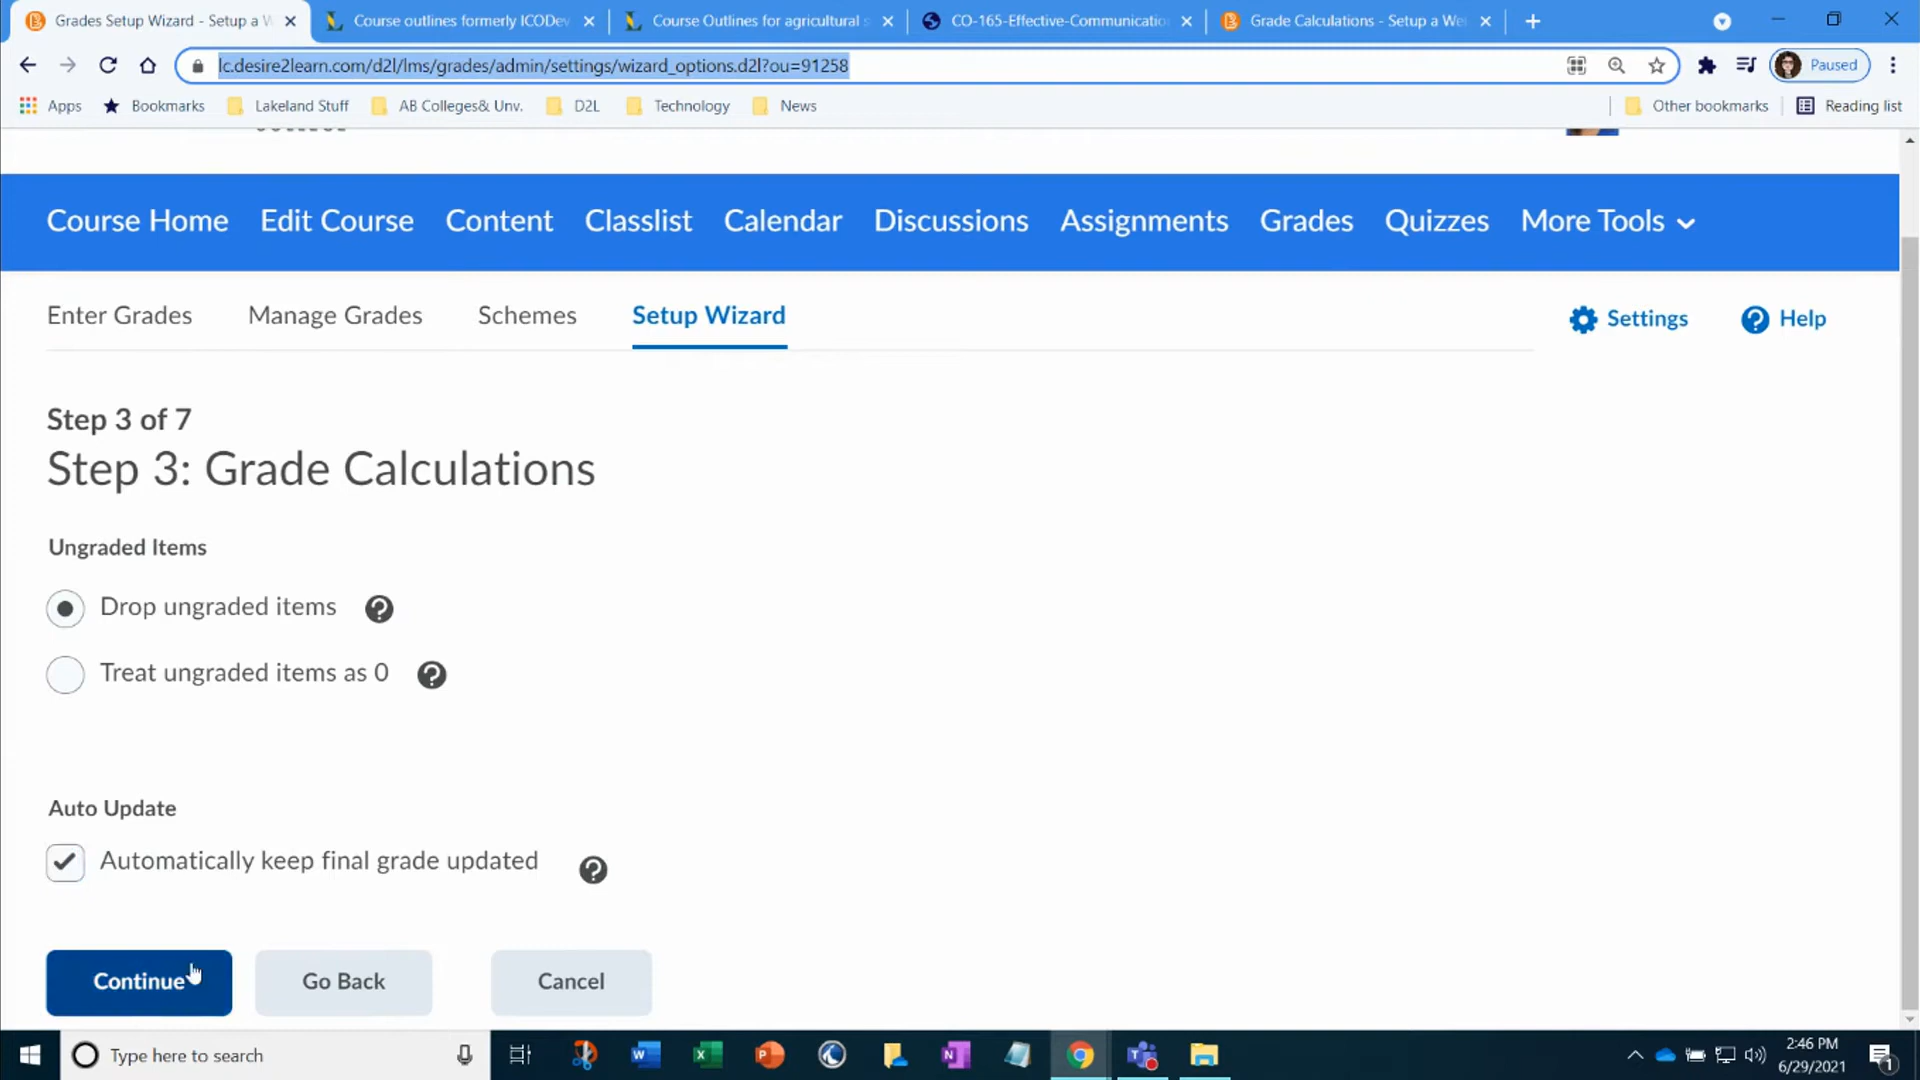 Grades Setup Wizard - Setup a W
Course outlines formerly ICODev
Course Outlines for agricultural s
CO-165-Effective-Communicatio
Grade Calculations - Setup a Wei
lc.desire2learn.com/d2l/lms/grades/admin/settings/wizard_options.d2l?ou=91258
Paused
Apps
Bookmarks
Lakeland Stuff
AB Colleges& Unv.
D2L
Technology
News
Other bookmarks
Reading list
Course Home
Edit Course
Content
Classlist
Calendar
Discussions
Assignments
Grades
Quizzes
More Tools
Enter Grades
Manage Grades
Schemes
Setup Wizard
Settings
Help
Step 3 of 7
Step 3: Grade Calculations
Ungraded Items
Drop ungraded items
Treat ungraded items as 0
Auto Update
Automatically keep final grade updated
Continue
Go Back
Cancel
Type here to search
2:46 PM
6/29/2021
1